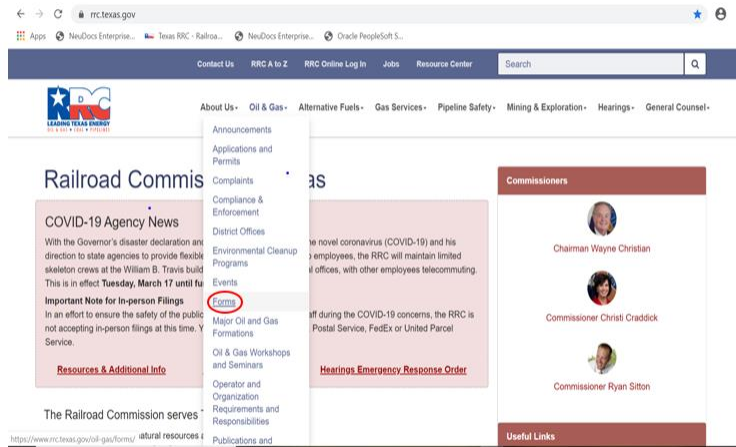 rrc.texas.gov
Apps NeuDocs Enterprise... Texas RRC - Railroa... NeuDocs Enterprise... Oracle PeopleSoft S...
Contact Us RRC A to Z RRC Online Log In Jobs Resource Center Search
RRC
LEADING TEXAS ENERGY
OIL & GAS • COAL • PIPELINES
About Us Oil & Gas Alternative Fuels Gas Services Pipeline Safety Mining & Exploration Hearings General Counsel
Announcements
Applications and
Permits
Complaints
Compliance &
Enforcement
District Offices
Environmental Cleanup
Programs
Events
Forms
Major Oil and Gas
Formations
Oil & Gas Workshops
and Seminars
Operator and
Organization
Requirements and
Responsibilities
Publications and
Railroad Commis as
COVID-19 Agency News
With the Governor's disaster declaration an he novel coronavirus (COVID-19) and his
direction to state agencies to provide flexible employees, the RRC will maintain limited
skeleton crews at the William B. Travis build al offices, with other employees telecommuting.
This is in effect Tuesday, March 17 until fu
Important Note for In-person Filings
In an effort to ensure the safety of the public aff during the COVID-19 concerns, the RRC is
not accepting in-person filings at this time. Y Postal Service, FedEx or United Parcel
Service.
Resources & Additional Info Hearings Emergency Response Order
The Railroad Commission serves
https://www.rrc.texas.gov/oil-gas/forms/ atural resources
Commissioners
Chairman Wayne Christian
Commissioner Christi Craddick
Commissioner Ryan Sitton
Useful Links